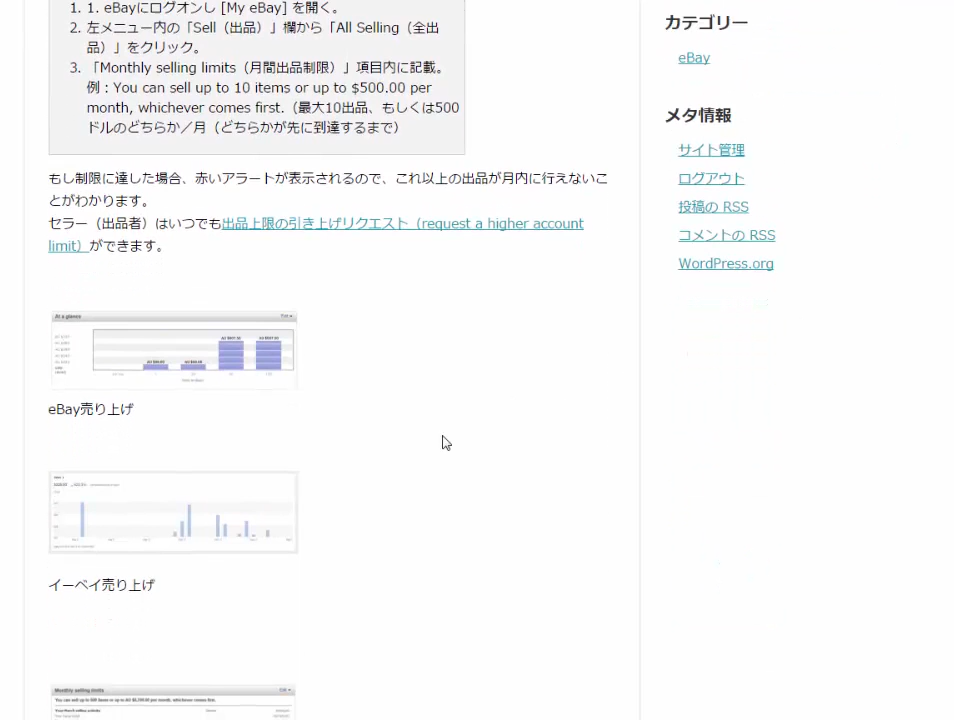 1. 1. eBayにログオンし [My eBay] を開く。
2. 左メニュー内の「Sell（出品）」欄から「All Selling（全出
品）」をクリック。
3. 「Monthly selling limits（月間出品制限）」項目内に記載。
例：You can sell up to 10 items or up to $500.00 per
month, whichever comes first.（最大10出品、もしくは500
ドルのどちらか／月（どちらかが先に到達するまで）
もし制限に達した場合、赤いアラートが表示されるので、これ以上の出品が月内に行えないこ
とがわかります。
セラー（出品者）はいつでも出品上限の引き上げリクエスト（request a higher account
limit）ができます。
At a glance
eBay売り上げ
イーベイ売り上げ
Monthly selling limits
カテゴリー
eBay
メタ情報
サイト管理
ログアウト
投稿の RSS
コメントの RSS
WordPress.org